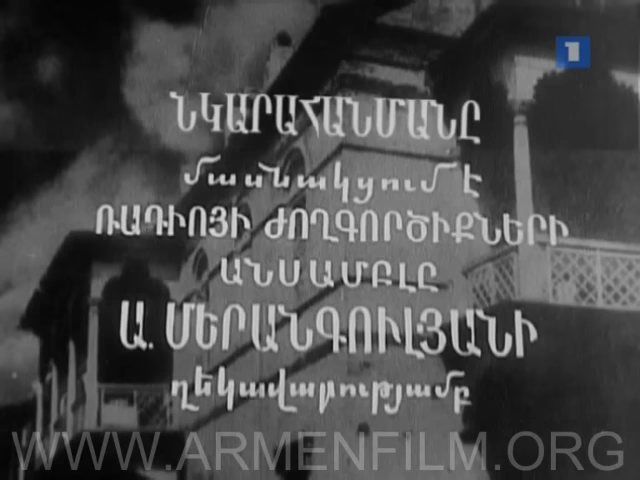 1
ՆԿԱՐԱՀԱՆՄԱՆԸ
մասնակցում է
ՌԱԴԻՈՅԻ ԺՈՂԳՈՐԾԻՔՆԵՐԻ
ԱՆՍԱՄԲԼԸ
Ա. ՄԵՐԱՆԳՈՒԼՅԱՆԻ
ղեկավարությամբ
WWW.ARMENFILM.ORG